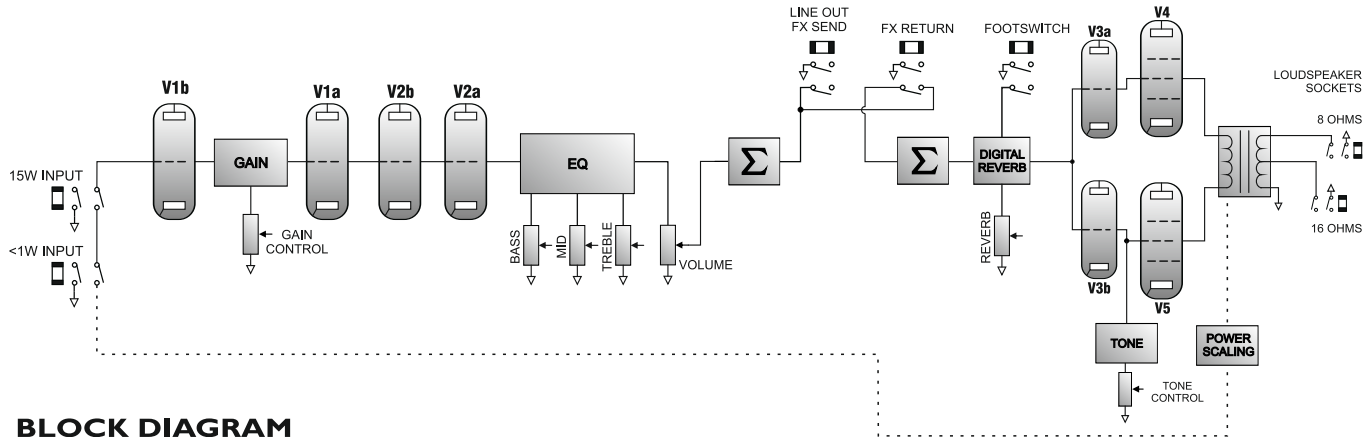 LINE OUT
FX SEND
FX RETURN
FOOTSWITCH
V3a
V4
LOUDSPEAKER
SOCKETS
V1b
V1a
V2b
V2a
8 OHMS
15W INPUT
GAIN
EQ
Σ
Σ
DIGITAL
REVERB
<1W INPUT
GAIN
CONTROL
BASS
MID
TREBLE
VOLUME
REVERB
16 OHMS
V3b
V5
TONE
POWER
SCALING
TONE
CONTROL
BLOCK DIAGRAM